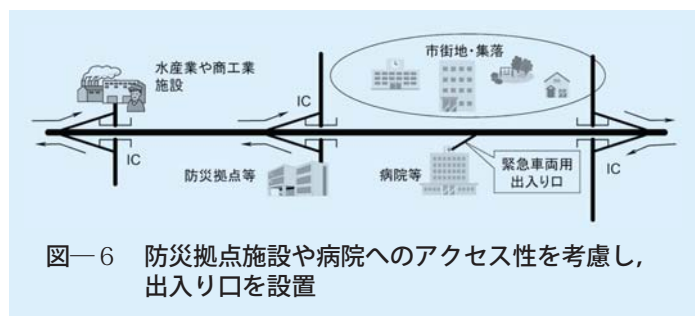 水産業や商工業
施設
市街地・集落
IC
IC
防災拠点等
病院等
緊急車両用
出入り口
IC
図―6 防災拠点施設や病院へのアクセス性を考慮し，
出入り口を設置